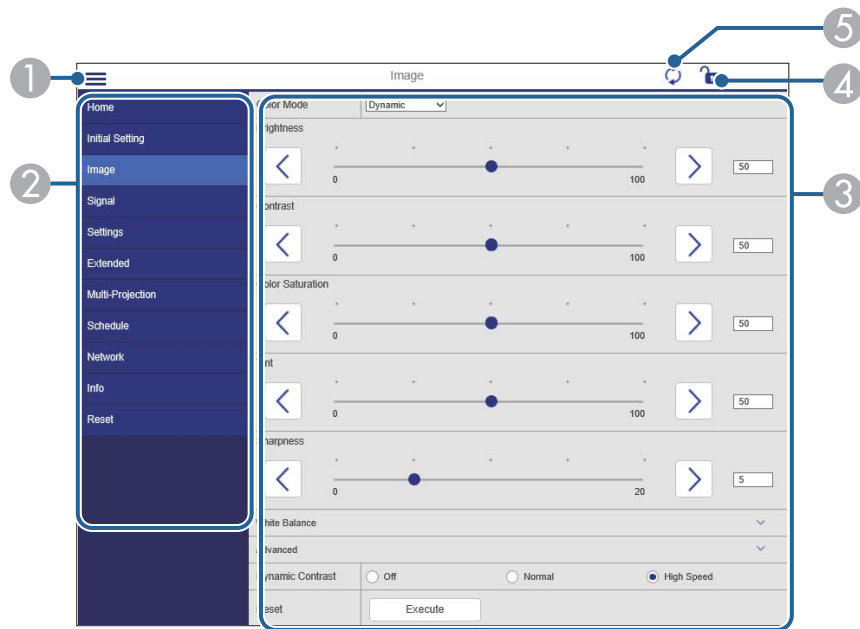 5
1
Image
4
Home
olor Mode
Dynamic
rightness
Initial Setting
Image
0
100
50
2
3
Signal
ontrast
Settings
0
100
50
Extended
olor Saturation
Multi-Projection
Schedule
0
100
50
Network
nt
Info
0
100
50
Reset
harpness
0
20
5
hite Balance
dvanced
ynamic Contrast
Off
Normal
High Speed
eset
Execute